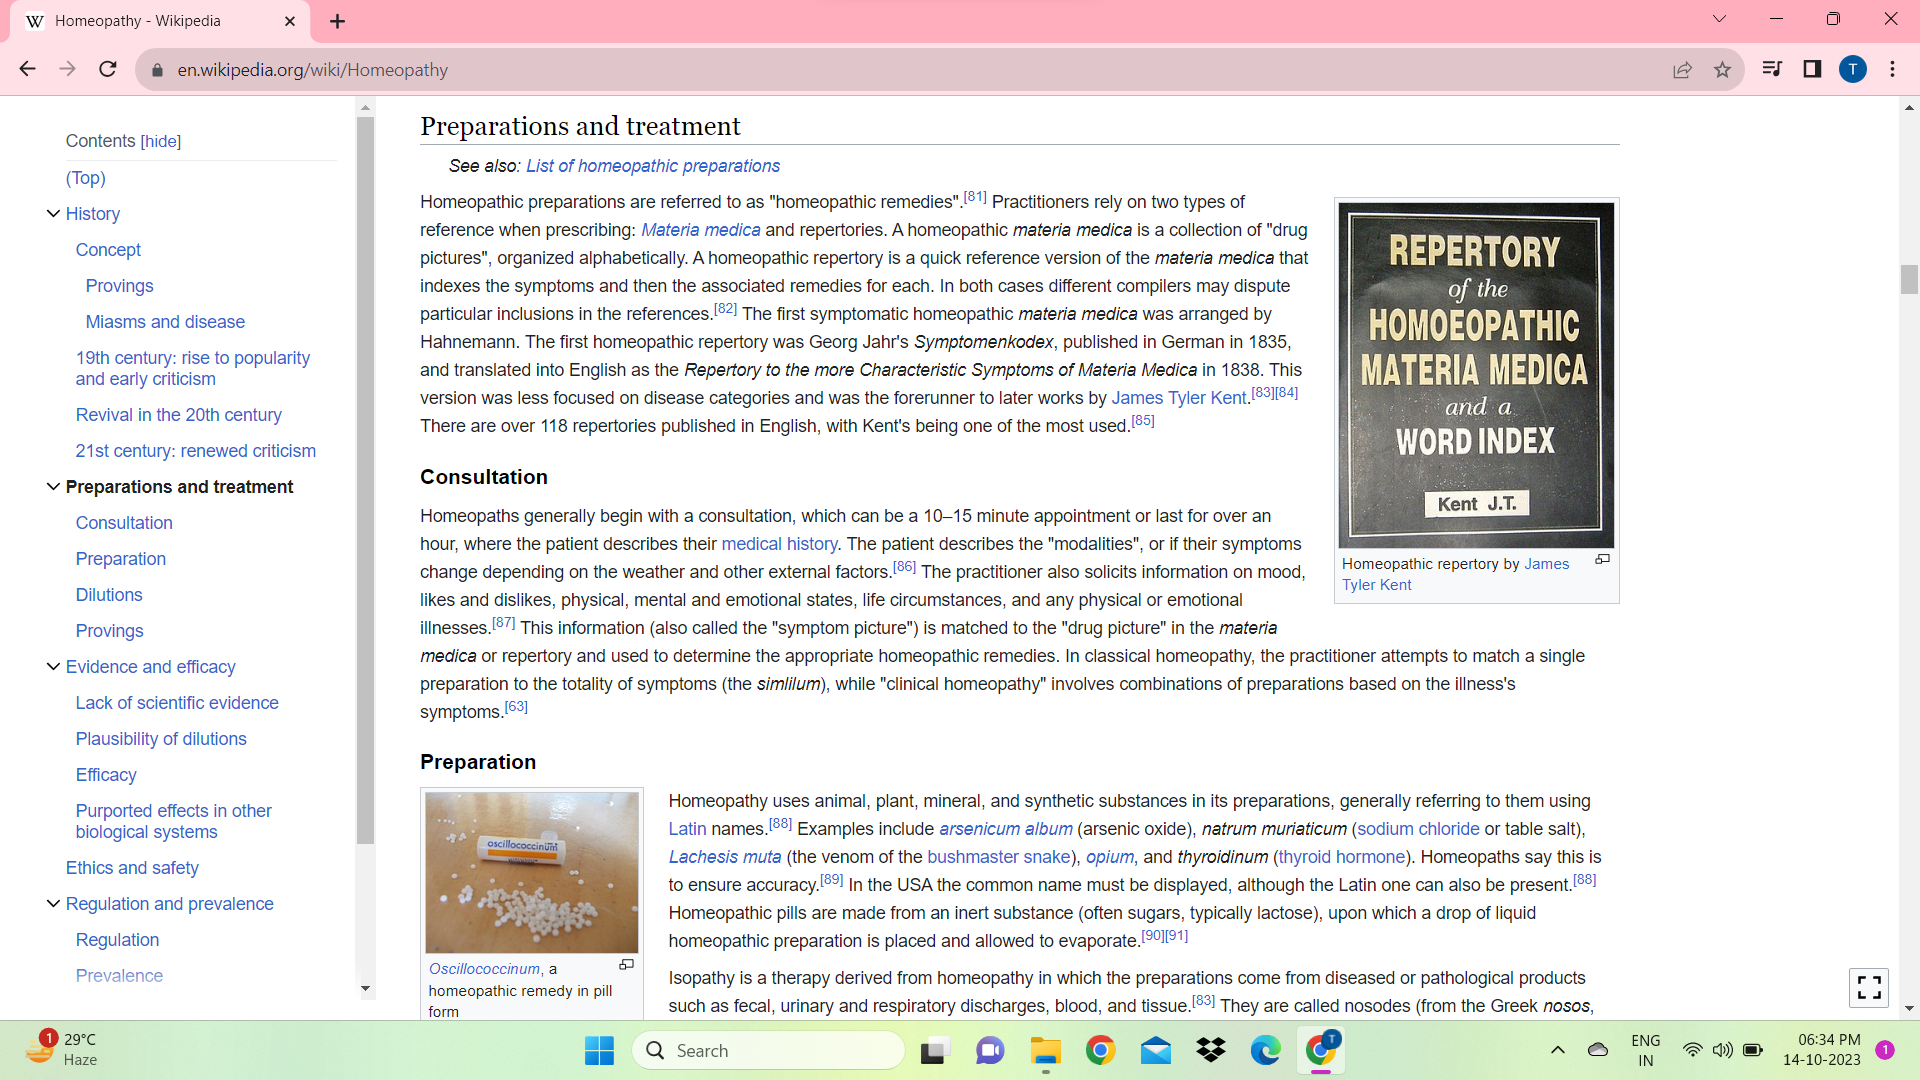 Homeopathy - Wikipedia
en.wikipedia.org/wiki/Homeopathy
T
Contents [hide]
(Top)
History
Concept
Provings
Miasms and disease
19th century: rise to popularity
and early criticism
Revival in the 20th century
21st century: renewed criticism
Preparations and treatment
Consultation
Preparation
Dilutions
Provings
Evidence and efficacy
Lack of scientific evidence
Plausibility of dilutions
Efficacy
Purported effects in other
biological systems
Ethics and safety
Regulation and prevalence
Regulation
Prevalence
Preparations and treatment
See also: List of homeopathic preparations
Homeopathic preparations are referred to as "homeopathic remedies".[81] Practitioners rely on two types of
reference when prescribing: Materia medica and repertories. A homeopathic materia medica is a collection of "drug
pictures", organized alphabetically. A homeopathic repertory is a quick reference version of the materia medica that
indexes the symptoms and then the associated remedies for each. In both cases different compilers may dispute
particular inclusions in the references.[82] The first symptomatic homeopathic materia medica was arranged by
Hahnemann. The first homeopathic repertory was Georg Jahr's Symptomenkodex, published in German in 1835,
and translated into English as the Repertory to the more Characteristic Symptoms of Materia Medica in 1838. This
version was less focused on disease categories and was the forerunner to later works by James Tyler Kent.[83][84]
There are over 118 repertories published in English, with Kent's being one of the most used.[85]
REPERTORY
of the
HOMOEOPATHIC
MATERIA MEDICA
and a
WORD INDEX
Kent J.T.
Homeopathic repertory by James
Tyler Kent
Consultation
Homeopaths generally begin with a consultation, which can be a 10–15 minute appointment or last for over an
hour, where the patient describes their medical history. The patient describes the "modalities", or if their symptoms
change depending on the weather and other external factors.[86] The practitioner also solicits information on mood,
likes and dislikes, physical, mental and emotional states, life circumstances, and any physical or emotional
illnesses.[87] This information (also called the "symptom picture") is matched to the "drug picture" in the materia
medica or repertory and used to determine the appropriate homeopathic remedies. In classical homeopathy, the practitioner attempts to match a single
preparation to the totality of symptoms (the simlilum), while "clinical homeopathy" involves combinations of preparations based on the illness's
symptoms.[63]
Preparation
oscillococcinum
Oscillococcinum, a
homeopathic remedy in pill
form
Homeopathy uses animal, plant, mineral, and synthetic substances in its preparations, generally referring to them using
Latin names.[88] Examples include arsenicum album (arsenic oxide), natrum muriaticum (sodium chloride or table salt),
Lachesis muta (the venom of the bushmaster snake), opium, and thyroidinum (thyroid hormone). Homeopaths say this is
to ensure accuracy.[89] In the USA the common name must be displayed, although the Latin one can also be present.[88]
Homeopathic pills are made from an inert substance (often sugars, typically lactose), upon which a drop of liquid
homeopathic preparation is placed and allowed to evaporate.[90][91]
Isopathy is a therapy derived from homeopathy in which the preparations come from diseased or pathological products
such as fecal, urinary and respiratory discharges, blood, and tissue.[83] They are called nosodes (from the Greek nosos,
1
29°C
Haze
Search
T
ENG
IN
06:34 PM
14-10-2023
1